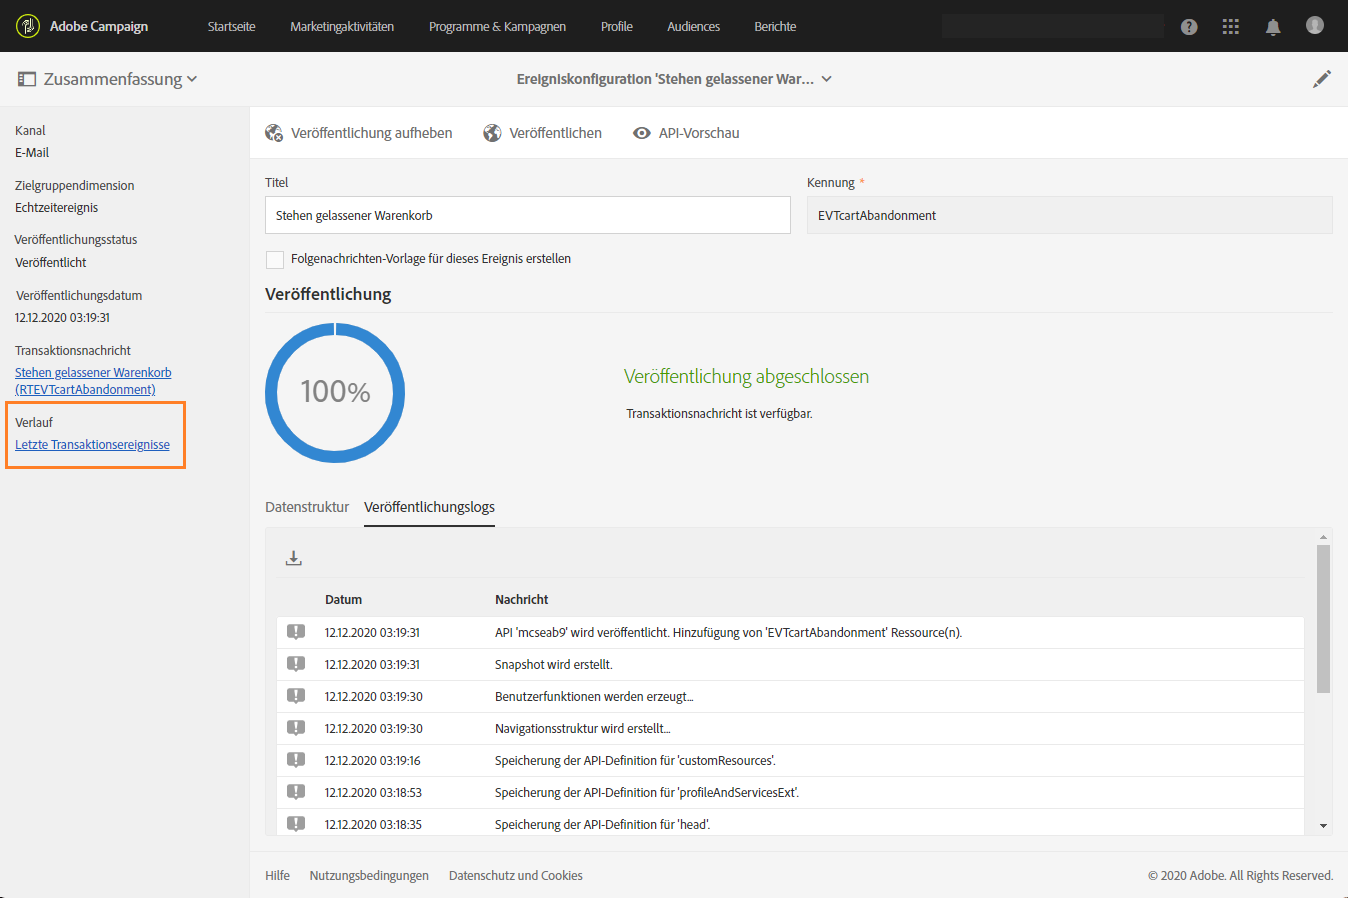 Adobe Campaign
Startseite
Marketingaktivitäten
Programme & Kampagnen
Profile
Audiences
Berichte
Zusammenfassung
Ereigniskonfiguration 'Stehen gelassener War...
Kanal
E-Mail
Zielgruppendimension
Echtzeitereignis
Veröffentlichungsstatus
Veröffentlicht
Veröffentlichungsdatum
12.12.2020 03:19:31
Transaktionsnachricht
Stehen gelassener Warenkorb
(RTEVTcartAbandonment)
Verlauf
Letzte Transaktionsereignisse
Veröffentlichung aufheben
Veröffentlichen
API-Vorschau
Titel
Kennung *
Stehen gelassener Warenkorb
EVTcartAbandonment
Folgenachrichten-Vorlage für dieses Ereignis erstellen
Veröffentlichung
100%
Veröffentlichung abgeschlossen
Transaktionsnachricht ist verfügbar.
Datenstruktur
Veröffentlichungslogs
Datum
Nachricht
12.12.2020 03:19:31
API 'mcseab9' wird veröffentlicht. Hinzufügung von 'EVTcartAbandonment' Ressource(n).
12.12.2020 03:19:31
Snapshot wird erstellt.
12.12.2020 03:19:30
Benutzerfunktionen werden erzeugt...
12.12.2020 03:19:30
Navigationsstruktur wird erstellt...
12.12.2020 03:19:16
Speicherung der API-Definition für 'customResources'.
12.12.2020 03:18:53
Speicherung der API-Definition für 'profileAndServicesExt'.
12.12.2020 03:18:35
Speicherung der API-Definition für 'head'.
Hilfe
Nutzungsbedingungen
Datenschutz und Cookies
© 2020 Adobe. All Rights Reserved.